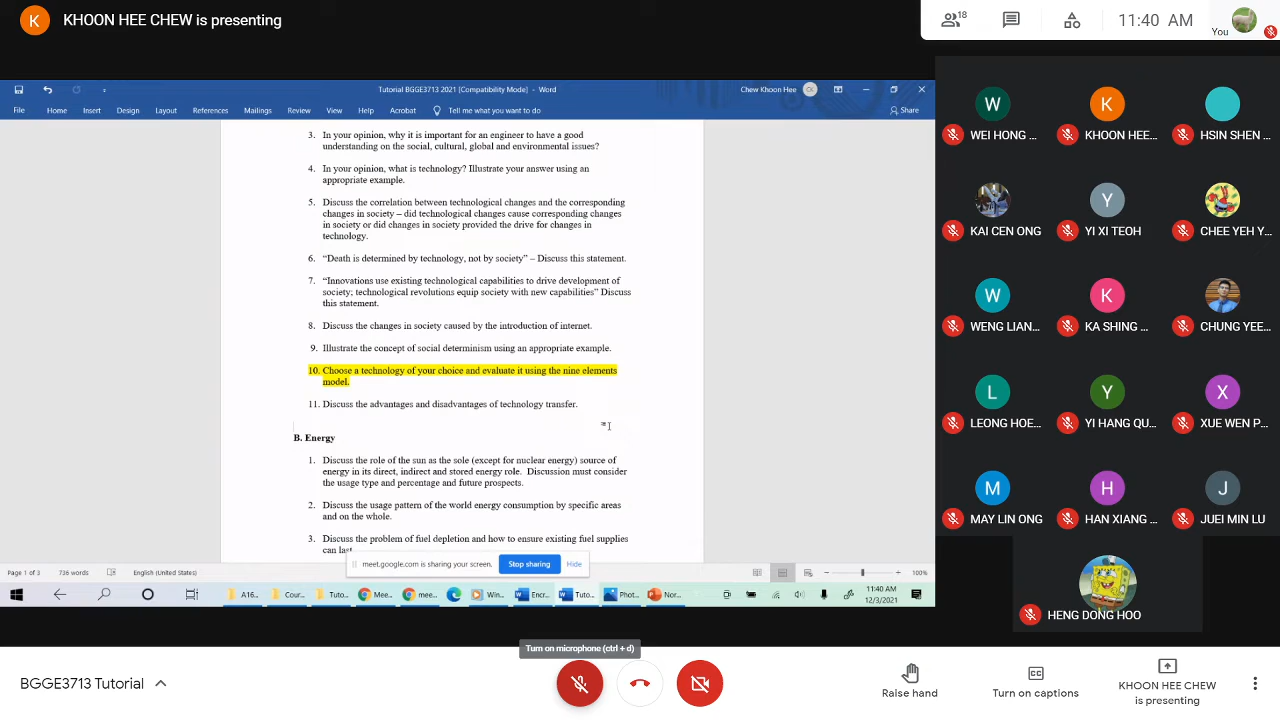 K KHOON HEE CHEW is presenting
18
11:40 AM
You
Tutorial BGGE3713 2021 [Compatibility Mode] - Word
Chew Khoon Hee
File Home Insert Design Layout References Mailings Review View Help Acrobat Tell me what you want to do
Share
3. In your opinion, why it is important for an engineer to have a good
understanding on the social, cultural, global and environmental issues?
4. In your opinion, what is technology? Illustrate your answer using an
appropriate example.
5. Discuss the correlation between technological changes and the corresponding
changes in society – did technological changes cause corresponding changes
in society or did changes in society provided the drive for changes in
technology.
6. “Death is determined by technology, not by society” – Discuss this statement.
7. “Innovations use existing technological capabilities to drive development of
society; technological revolutions equip society with new capabilities” Discuss
this statement.
8. Discuss the changes in society caused by the introduction of internet.
9. Illustrate the concept of social determinism using an appropriate example.
10. Choose a technology of your choice and evaluate it using the nine elements
model.
11. Discuss the advantages and disadvantages of technology transfer.
B. Energy
1. Discuss the role of the sun as the sole (except for nuclear energy) source of
energy in its direct, indirect and stored energy role. Discussion must consider
the usage type and percentage and future prospects.
2. Discuss the usage pattern of the world energy consumption by specific areas
and on the whole.
3. Discuss the problem of fuel depletion and how to ensure existing fuel supplies
can last
meet.google.com is sharing your screen. Stop sharing Hide
Page 1 of 3 736 words English (United States)
100%
A16... Cour... Tuto... Mee... mee... Win... Encr... Tuto... Phot... Nor...
11:40 AM
12/3/2021
W K
WEI HONG ... KHOON HEE... HSIN SHEN ...
Y
KAI CEN ONG YI XI TEOH CHEE YEH Y...
W K
WENG LIAN... KA SHING ... CHUNG YEE...
L Y X
LEONG HOE... YI HANG QU... XUE WEN P...
M H J
MAY LIN ONG HAN XIANG ... JUEI MIN LU
HENG DONG HOO
Turn on microphone (ctrl + d)
BGGE3713 Tutorial
Raise hand
CC
Turn on captions
KHOON HEE CHEW
is presenting